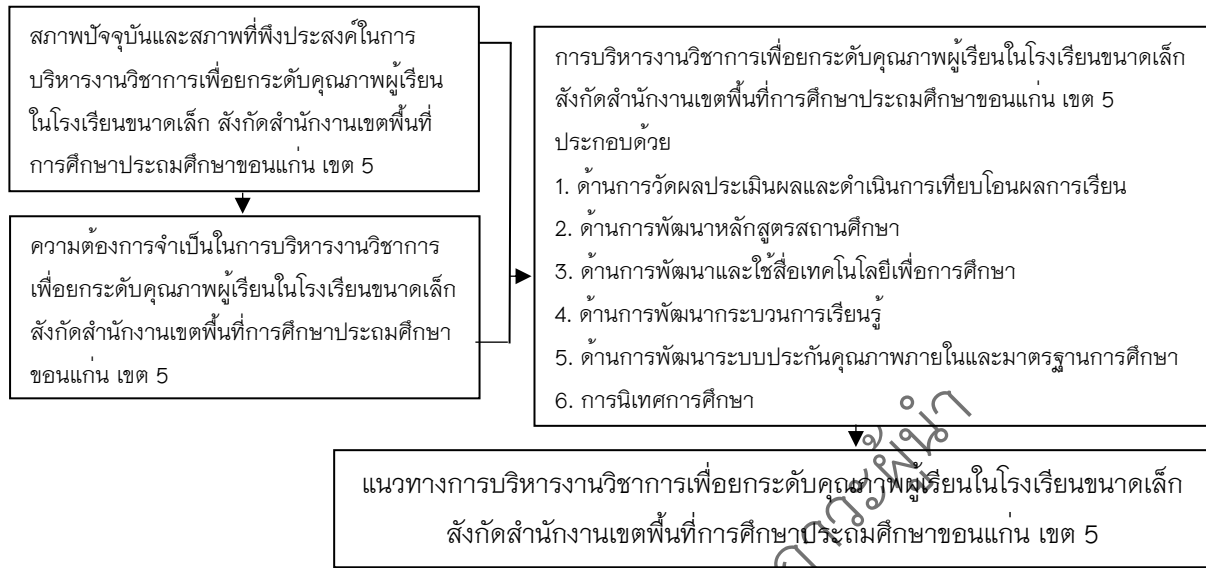 สภาพปัจจุบันและสภาพที่พึงประสงค์ในการ
บริหารงานวิชาการเพื่อยกระดับคุณภาพผู้เรียน
ในโรงเรียนขนาดเล็ก สังกัดสำนักงานเขตพื้นที่
การศึกษาประถมศึกษาขอนแก่น เขต 5
ความต้องการจำเป็นในการบริหารงานวิชาการ
เพื่อยกระดับคุณภาพผู้เรียนในโรงเรียนขนาดเล็ก
สังกัดสำนักงานเขตพื้นที่การศึกษาประถมศึกษา
ขอนแก่น เขต 5
การบริหารงานวิชาการเพื่อยกระดับคุณภาพผู้เรียนในโรงเรียนขนาดเล็ก
สังกัดสำนักงานเขตพื้นที่การศึกษาประถมศึกษาขอนแก่น เขต 5
ประกอบด้วย
1. ด้านการวัดผลประเมินผลและดำเนินการเทียบโอนผลการเรียน
2. ด้านการพัฒนาหลักสูตรสถานศึกษา
3. ด้านการพัฒนาและใช้สื่อเทคโนโลยีเพื่อการศึกษา
4. ด้านการพัฒนากระบวนการเรียนรู้
5. ด้านการพัฒนาระบบประกันคุณภาพภายในและมาตรฐานการศึกษา
6. การนิเทศการศึกษา
แนวทางการบริหารงานวิชาการเพื่อยกระดับคุณภาพผู้เรียนในโรงเรียนขนาดเล็ก
สังกัดสำนักงานเขตพื้นที่การศึกษาประถมศึกษาขอนแก่น เขต 5